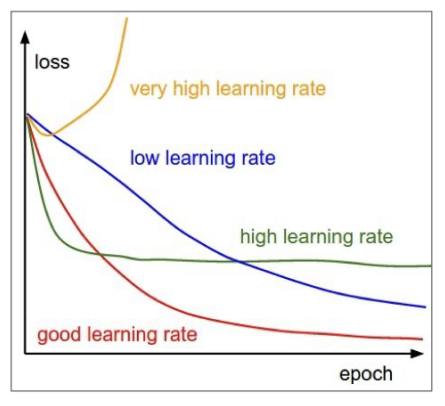 loss
very high learning rate
low learning rate
high learning rate
good learning rate
epoch